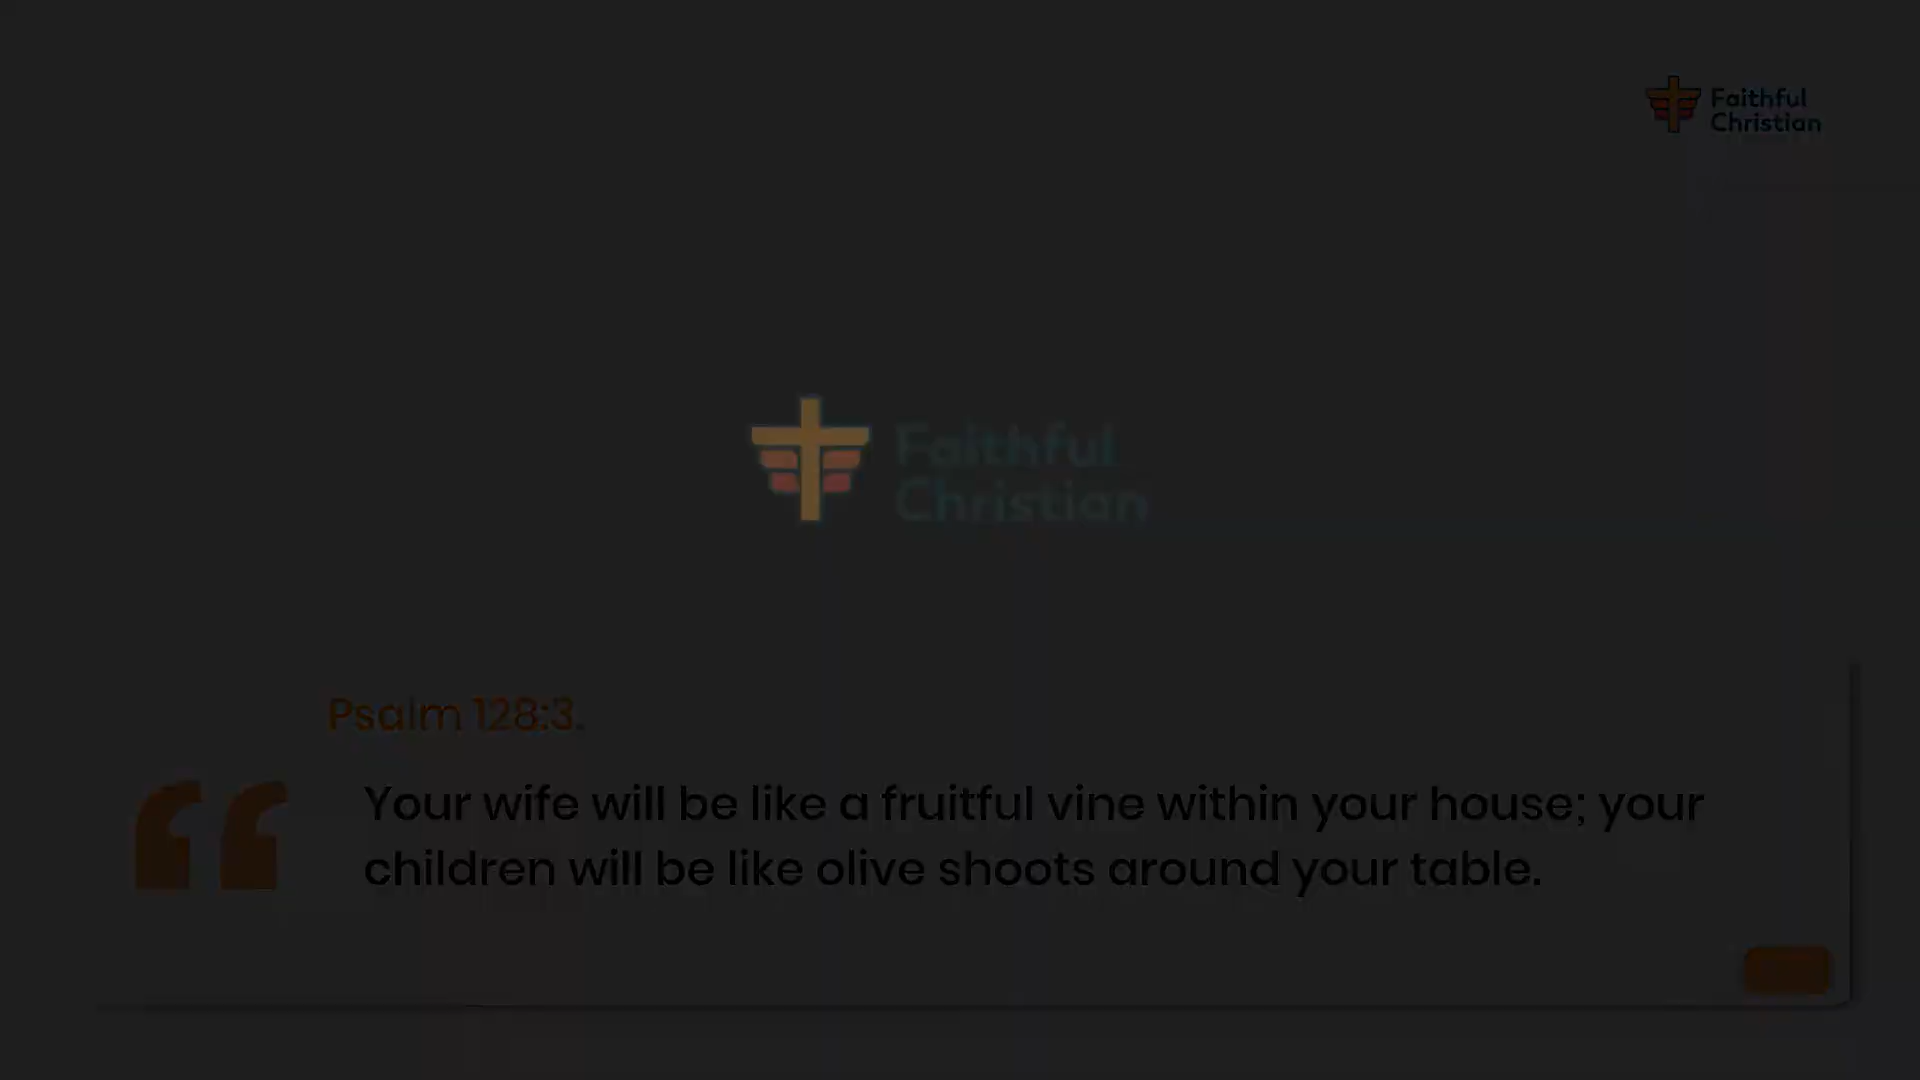 Faithful
Christian
Faithful
Christian
Psalm 128:3.
Your wife will be like a fruitful vine within your house; your
children will be like olive shoots around your table.